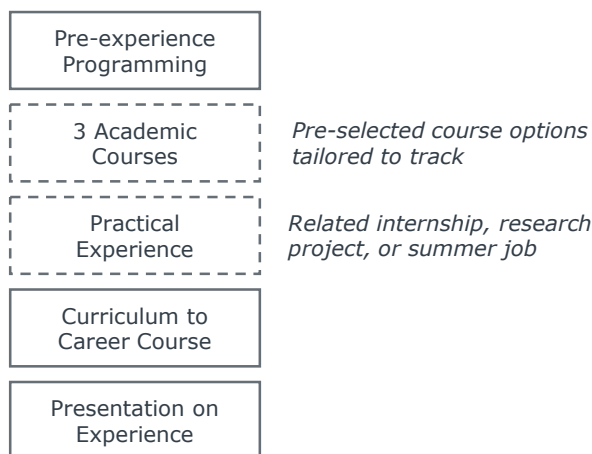 Pre-experience
Programming
3 Academic
Courses
Pre-selected course options
tailored to track
Practical
Experience
Related internship, research
project, or summer job
Curriculum to
Career Course
Presentation on
Experience